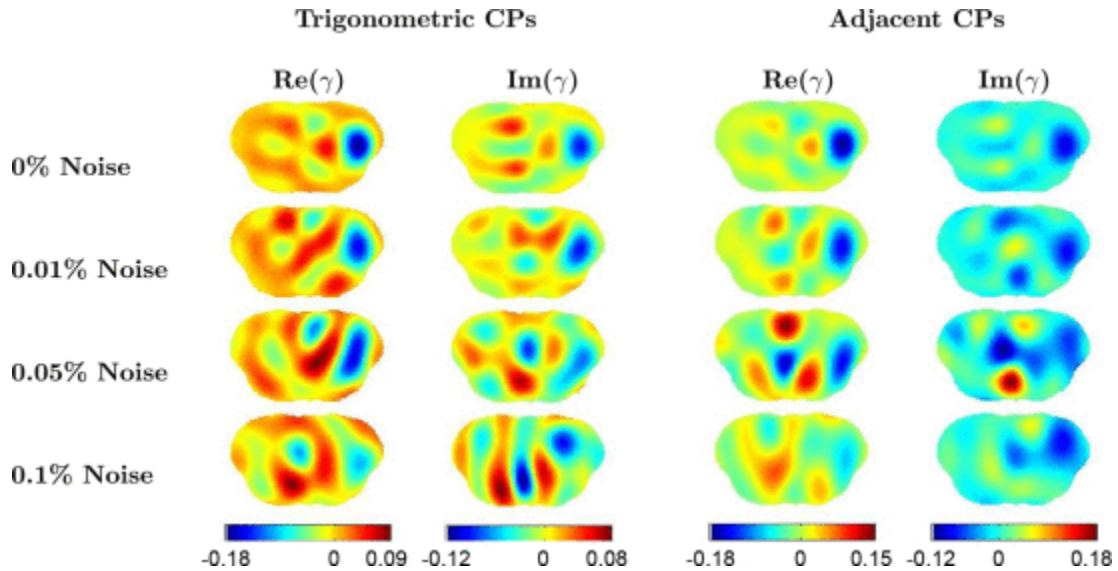 Trigonometric CPs Adjacent CPs
Re(γ) Im(γ) Re(γ) Im(γ)
0% Noise
0.01% Noise
0.05% Noise
0.1% Noise
-0.18 0 0.09 -0.12 0 0.08 -0.18 0 0.15 -0.12 0 0.18